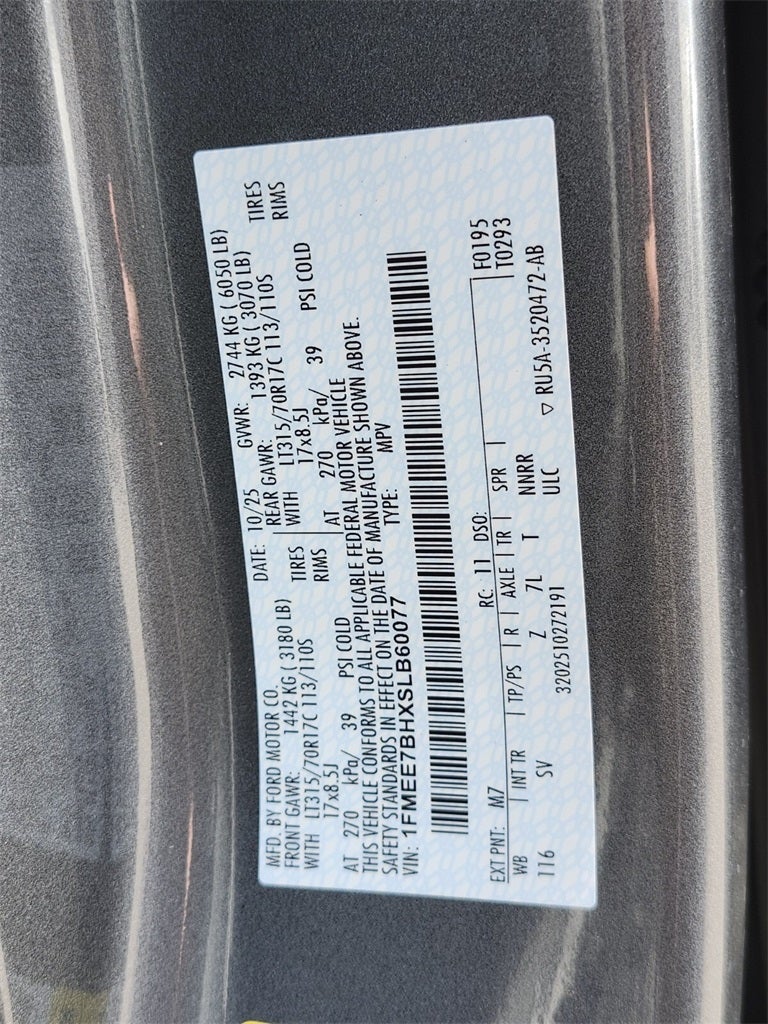 MFD. BY FORD MOTOR CO.
DATE: 10/25 GVWR: 2744 KG ( 6050 LB)
FRONT GAWR: 1442 KG ( 3180 LB) REAR GAWR: 1393 KG ( 3070 LB)
WITH LT315/70R17C 113/110S TIRES WITH LT315/70R17C 113/110S TIRES
17x8.5J RIMS 17x8.5J RIMS
AT 270 kPa/ 39 PSI COLD AT 270 kPa/ 39 PSI COLD
THIS VEHICLE CONFORMS TO ALL APPLICABLE FEDERAL MOTOR VEHICLE
SAFETY STANDARDS IN EFFECT ON THE DATE OF MANUFACTURE SHOWN ABOVE.
VIN: 1FMEE7BHXSLB60077 TYPE: MPV
EXT PNT: M7 RC: 11 DSO: F0195
WB INT TR TP/PS R AXLE TR SPR T0293
116 SV Z 7L T NNRR
ULC
3202510272191 ▽ RU5A-3520472-AB